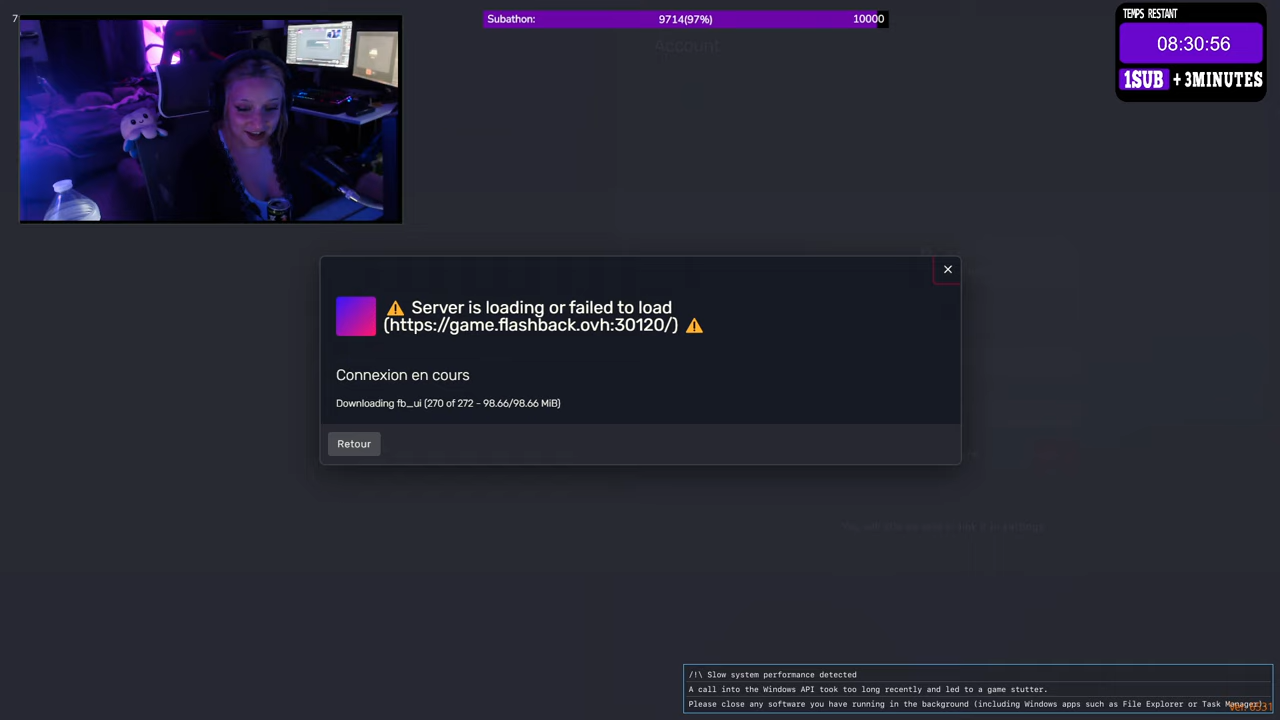 7
Subathon: 9714(97%) 10000
Account
TEMPS RESTANT
08:30:56
1SUB + 3MINUTES
⚠ Server is loading or failed to load
(https://game.flashback.ovh:30120/) ⚠
Connexion en cours
Downloading fb_ui (270 of 272 - 98.66/98.66 MiB)
Retour
/!\ Slow system performance detected
A call into the Windows API took too long recently and led to a game stutter.
Please close any software you have running in the background (including Windows apps such as File Explorer or Task Manager).